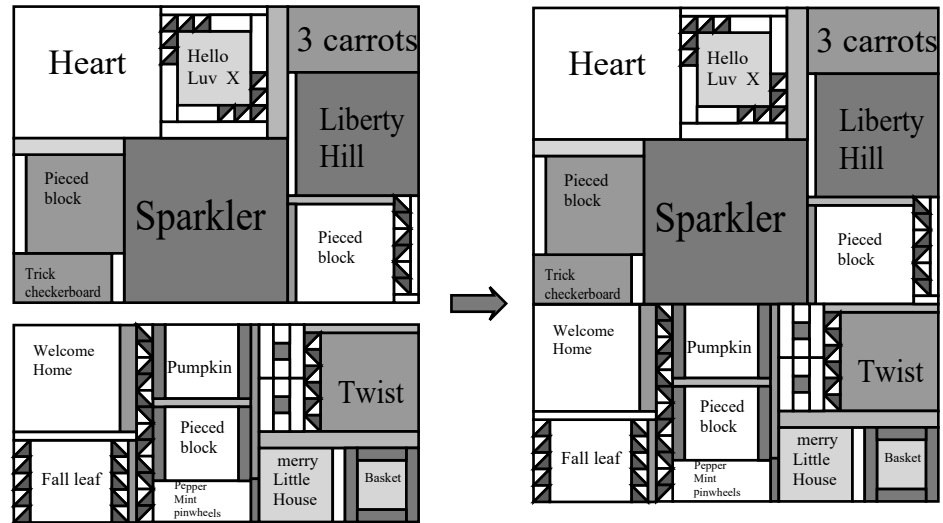 Heart
Hello
Luv X
3 carrots
Liberty
Hill
Pieced
block
Sparkler
Pieced
block
Trick
checkerboard
Welcome
Home
Pumpkin
Twist
Pieced
block
Fall leaf
Pepper
Mint
pinwheels
merry
Little
House
Basket
Heart
Hello
Luv X
3 carrots
Liberty
Hill
Pieced
block
Sparkler
Pieced
block
Trick
checkerboard
Welcome
Home
Pumpkin
Twist
Pieced
block
Fall leaf
Pepper
Mint
pinwheels
merry
Little
House
Basket